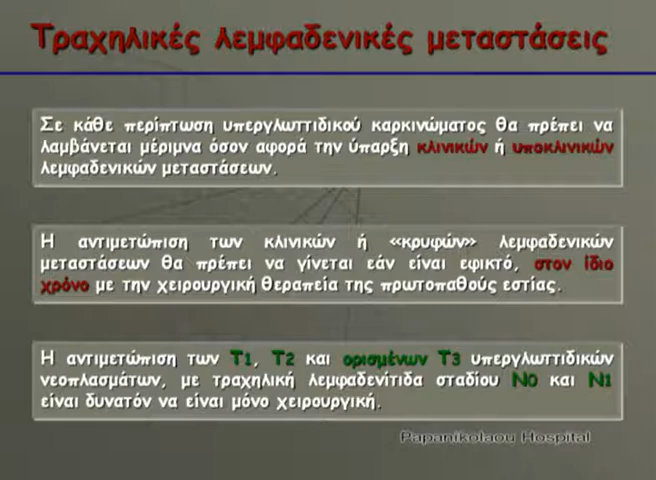 Τραχηλικές λεμφαδενικές μεταστάσεις
Σε κάθε περίπτωση υπεργλωττιδικού καρκινώματος θα πρέπει να
λαμβάνεται μέριμνα όσον αφορά την ύπαρξη κλινικών ή υποκλινικών
λεμφαδενικών μεταστάσεων.
Η αντιμετώπιση των κλινικών ή «κρυφών» λεμφαδενικών
μεταστάσεων θα πρέπει να γίνεται εάν είναι εφικτό, στον ίδιο
χρόνο με την χειρουργική θεραπεία της πρωτοπαθούς εστίας.
Η αντιμετώπιση των T1, T2 και ορισμένων T3 υπεργλωττιδικών
νεοπλασμάτων, με τραχηλική λεμφαδενίτιδα σταδίου N0 και N1
είναι δυνατόν να είναι μόνο χειρουργική.
Papanikolaou Hospital